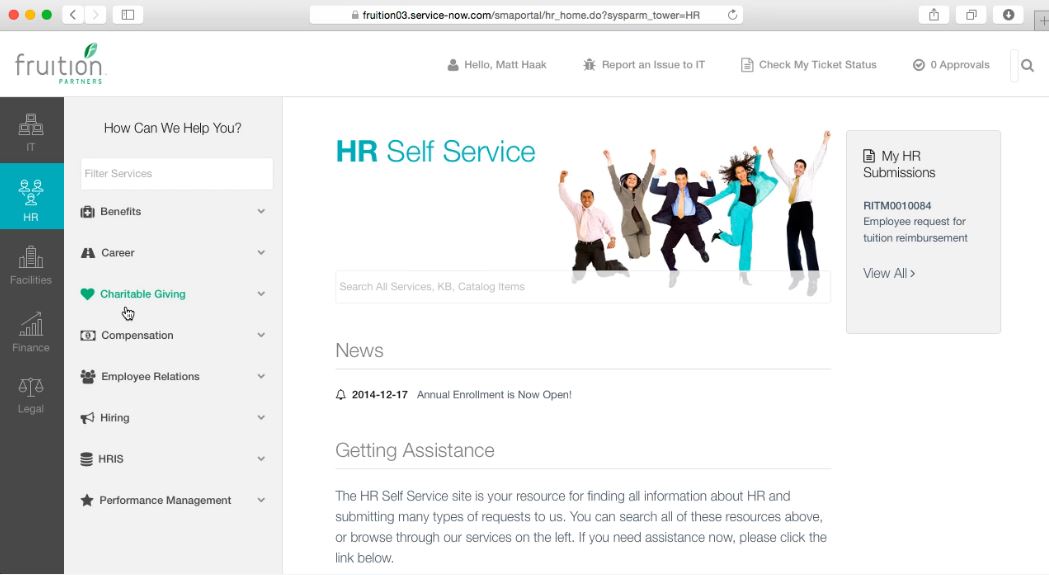 fruition03.service-now.com/smaportal/hr_home.do?sysparm_tower=HR
fruition
PARTNERS
Hello, Matt Haak
Report an Issue to IT
Check My Ticket Status
0 Approvals
IT
HR
Facilities
Finance
Legal
How Can We Help You?
Filter Services
Benefits
Career
Charitable Giving
Compensation
Employee Relations
Hiring
HRIS
Performance Management
HR Self Service
Search All Services, KB, Catalog Items
News
2014-12-17 Annual Enrollment is Now Open!
Getting Assistance
The HR Self Service site is your resource for finding all information about HR and
submitting many types of requests to us. You can search all of these resources above,
or browse through our services on the left. If you need assistance now, please click the
link below.
My HR
Submissions
RITM0010084
Employee request for
tuition reimbursement
View All >